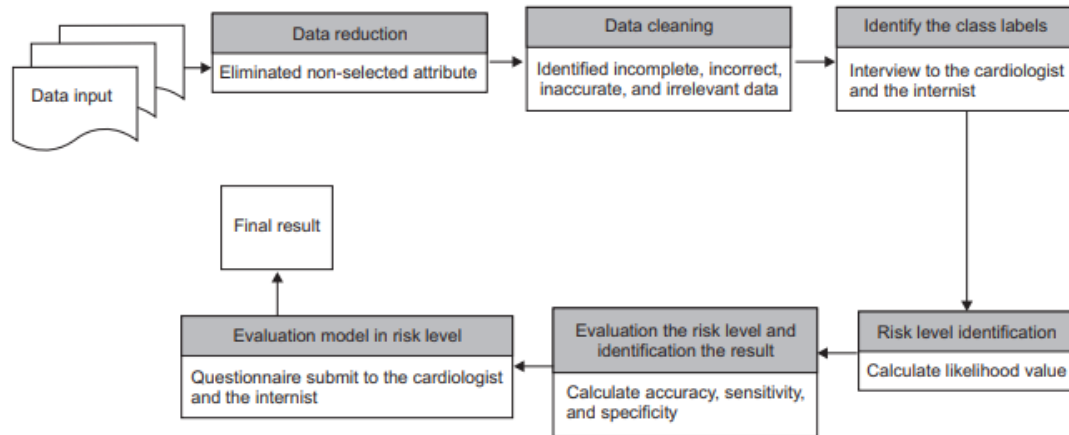 Data input
Data reduction
Eliminated non-selected attribute
Data cleaning
Identified incomplete, incorrect,
inaccurate, and irrelevant data
Identify the class labels
Interview to the cardiologist
and the internist
Risk level identification
Calculate likelihood value
Evaluation the risk level and
identification the result
Calculate accuracy, sensitivity,
and specificity
Evaluation model in risk level
Questionnaire submit to the cardiologist
and the internist
Final result